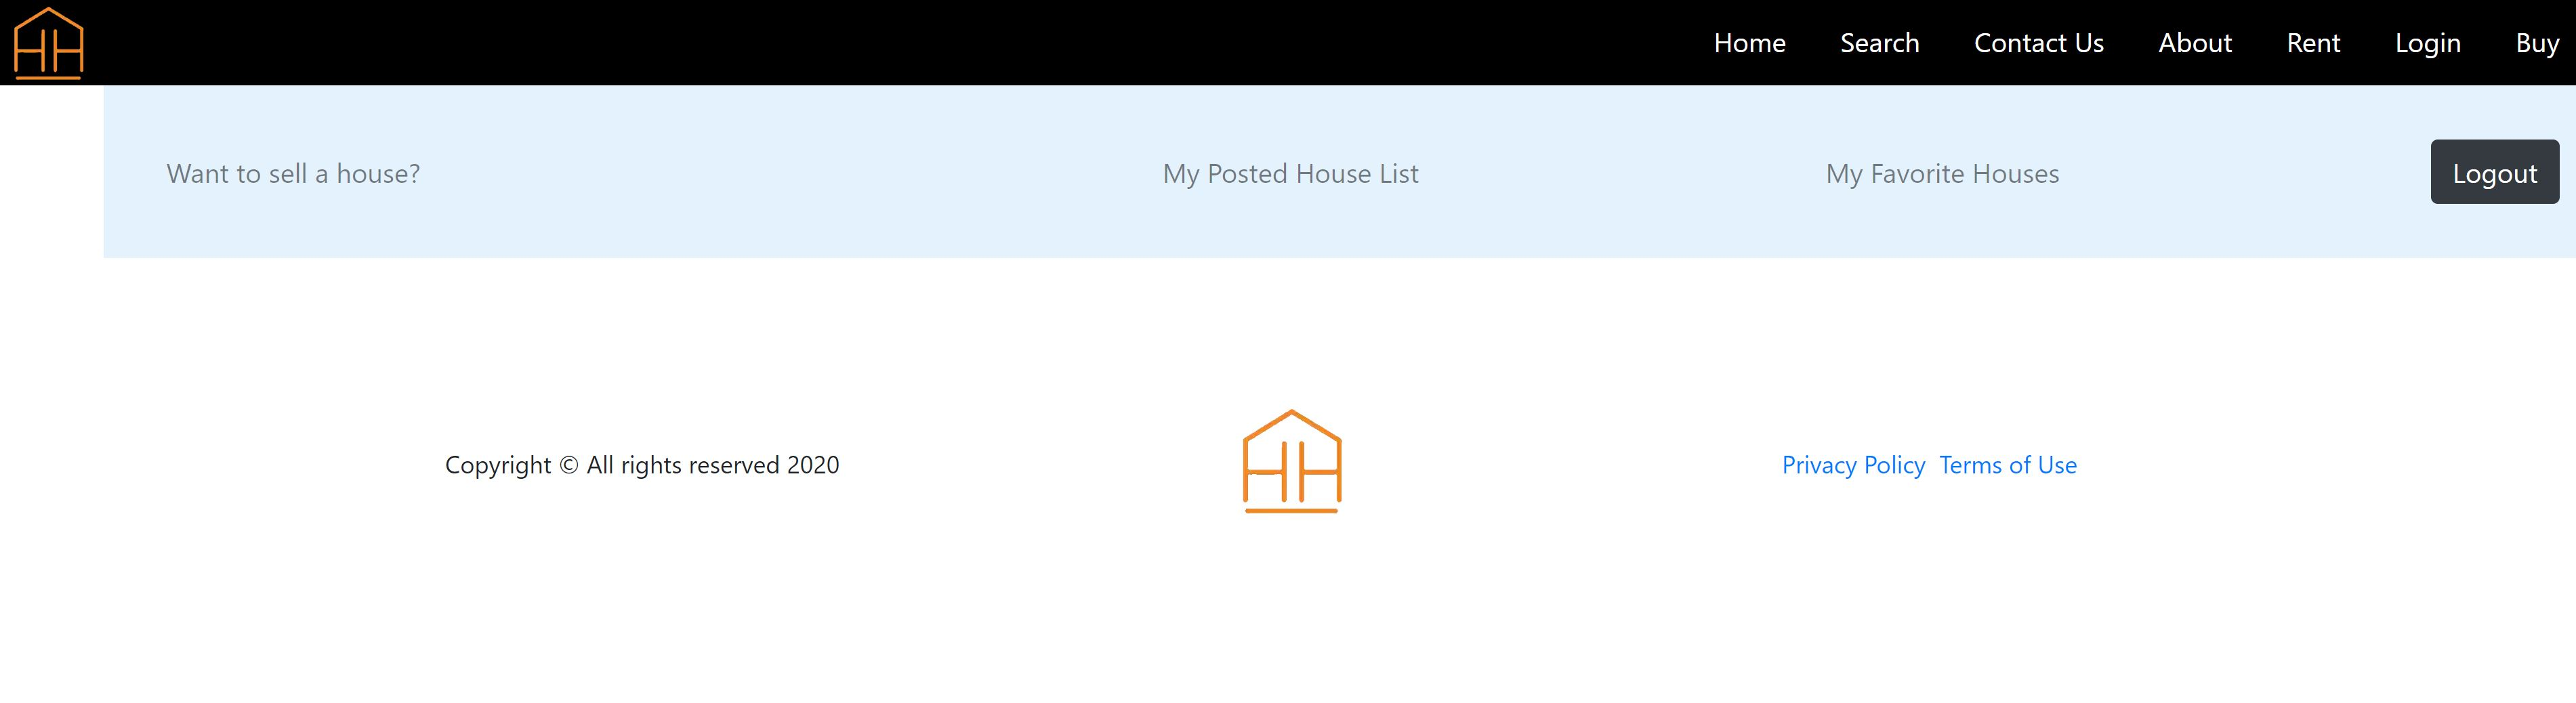 Home Search Contact Us About Rent Login Buy
Want to sell a house? My Posted House List My Favorite Houses Logout
Copyright © All rights reserved 2020 Privacy Policy Terms of Use